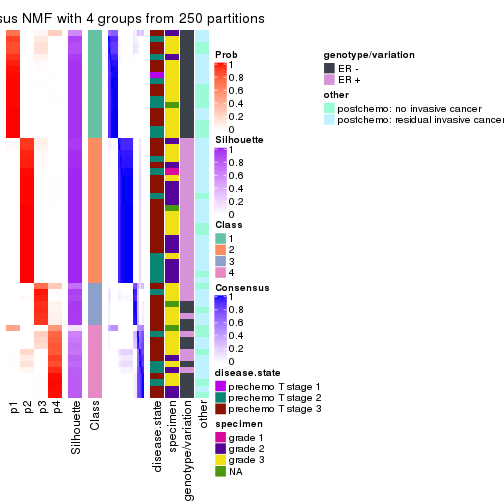 sus NMF with 4 groups from 250 partitions
Prob
1
0.8
0.6
0.4
0.2
0
Silhouette
1
0.8
0.6
0.4
0.2
0
Class
1
2
3
4
Consensus
1
0.8
0.6
0.4
0.2
0
disease.state
prechemo T stage 1
prechemo T stage 2
prechemo T stage 3
specimen
grade 1
grade 2
grade 3
NA
genotype/variation
ER -
ER +
other
postchemo: no invasive cancer
postchemo: residual invasive cancer
p1
p2
p3
p4
Silhouette
Class
disease.state
specimen
genotype/variation
other